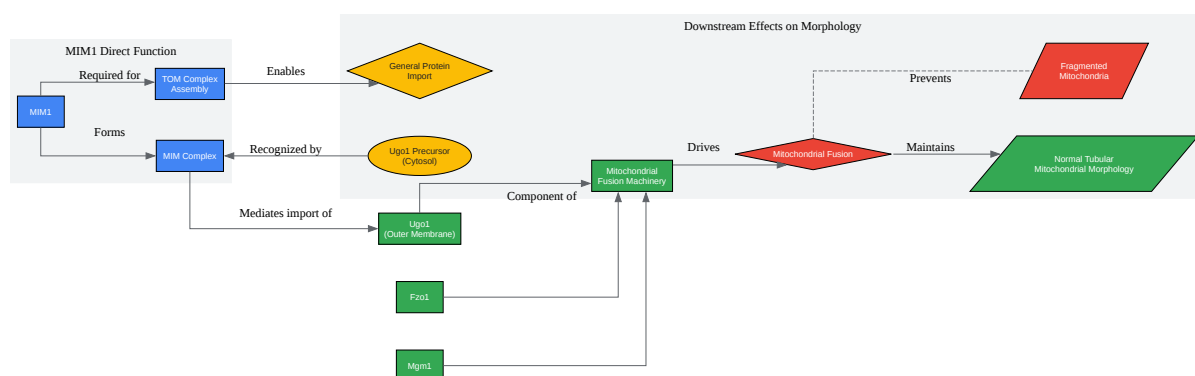 Downstream Effects on Morphology
MIM1 Direct Function
Required for
TOM Complex
Assembly
Enables
General Protein
Import
Prevents
Fragmented
Mitochondria
MIM1
Forms
MIM Complex
Recognized by
Ugo1 Precursor
(Cytosol)
Drives
Mitochondrial Fusion
Maintains
Normal Tubular
Mitochondrial Morphology
Mitochondrial
Fusion Machinery
Component of
Mediates import of
Ugo1
(Outer Membrane)
Fzo1
Mgm1